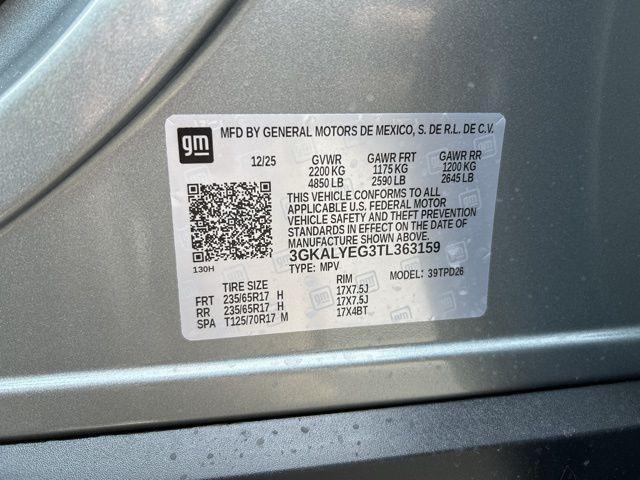 gm
MFD BY GENERAL MOTORS DE MEXICO, S. DE R.L. DE C.V.
12/25 GVWR GAWR FRT GAWR RR
2200 KG 1175 KG 1200 KG
4850 LB 2590 LB 2645 LB
THIS VEHICLE CONFORMS TO ALL
APPLICABLE U.S. FEDERAL MOTOR
VEHICLE SAFETY AND THEFT PREVENTION
STANDARDS IN EFFECT ON THE DATE OF
MANUFACTURE SHOWN ABOVE.
3GKALYEG3TL363159
130H
TYPE: MPV MODEL: 39TPD26
TIRE SIZE RIM
FRT 235/65R17 H 17X7.5J
RR 235/65R17 H 17X7.5J
SPA T125/70R17 M 17X4BT